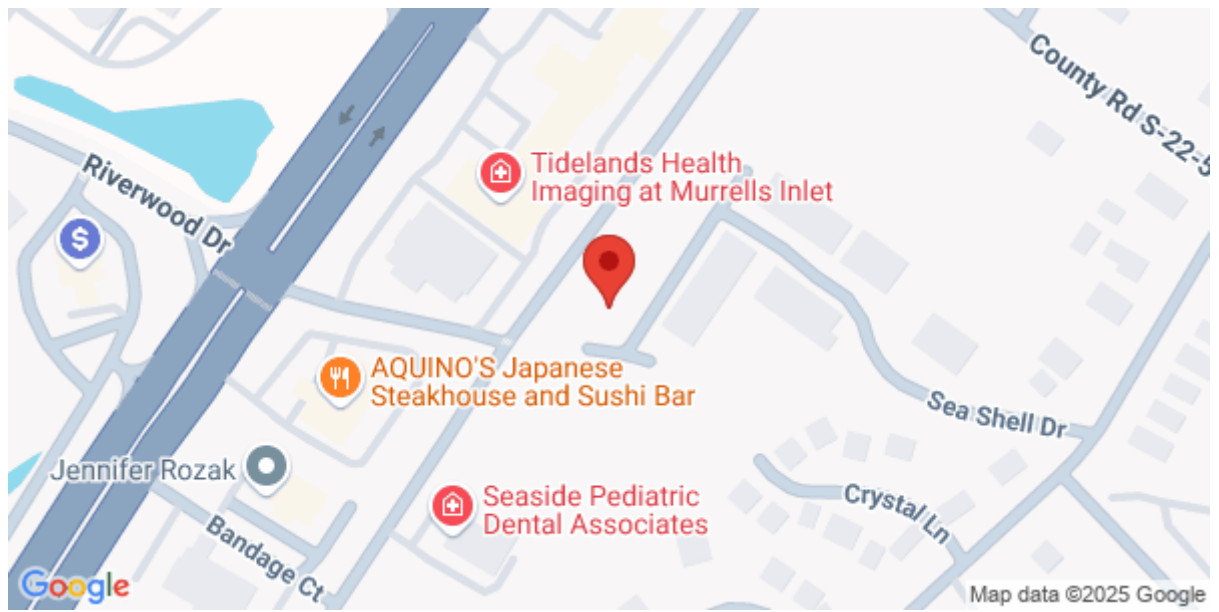 County Rd S-22-5
Tidelands Health
Imaging at Murrells Inlet
Riverwood Dr
$
AQUINO'S Japanese
Steakhouse and Sushi Bar
Sea Shell Dr
Jennifer Rozak
Seaside Pediatric
Dental Associates
Crystal Ln
Bandage Ct
Google
Map data ©2025 Google